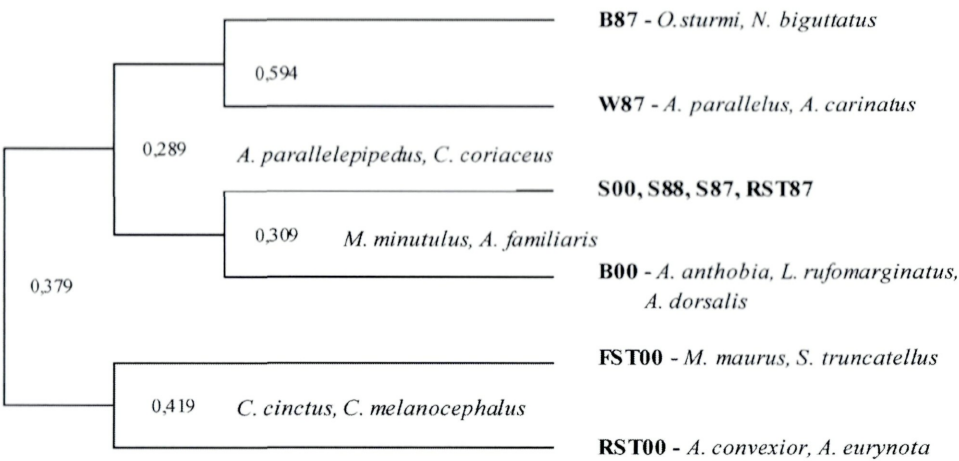 B87 - O.sturmi, N. biguttatus
0,594
W87 - A. parallelus, A. carinatus
0,289
A. parallelepipedus, C. coriaceus
S00, S88, S87, RST87
0,309
M. minutulus, A. familiaris
B00 - A. anthobia, L. rufomarginatus,
A. dorsalis
0,379
FST00 - M. maurus, S. truncatellus
0,419
C. cinctus, C. melanocephalus
RST00 - A. convexior, A. eurynota